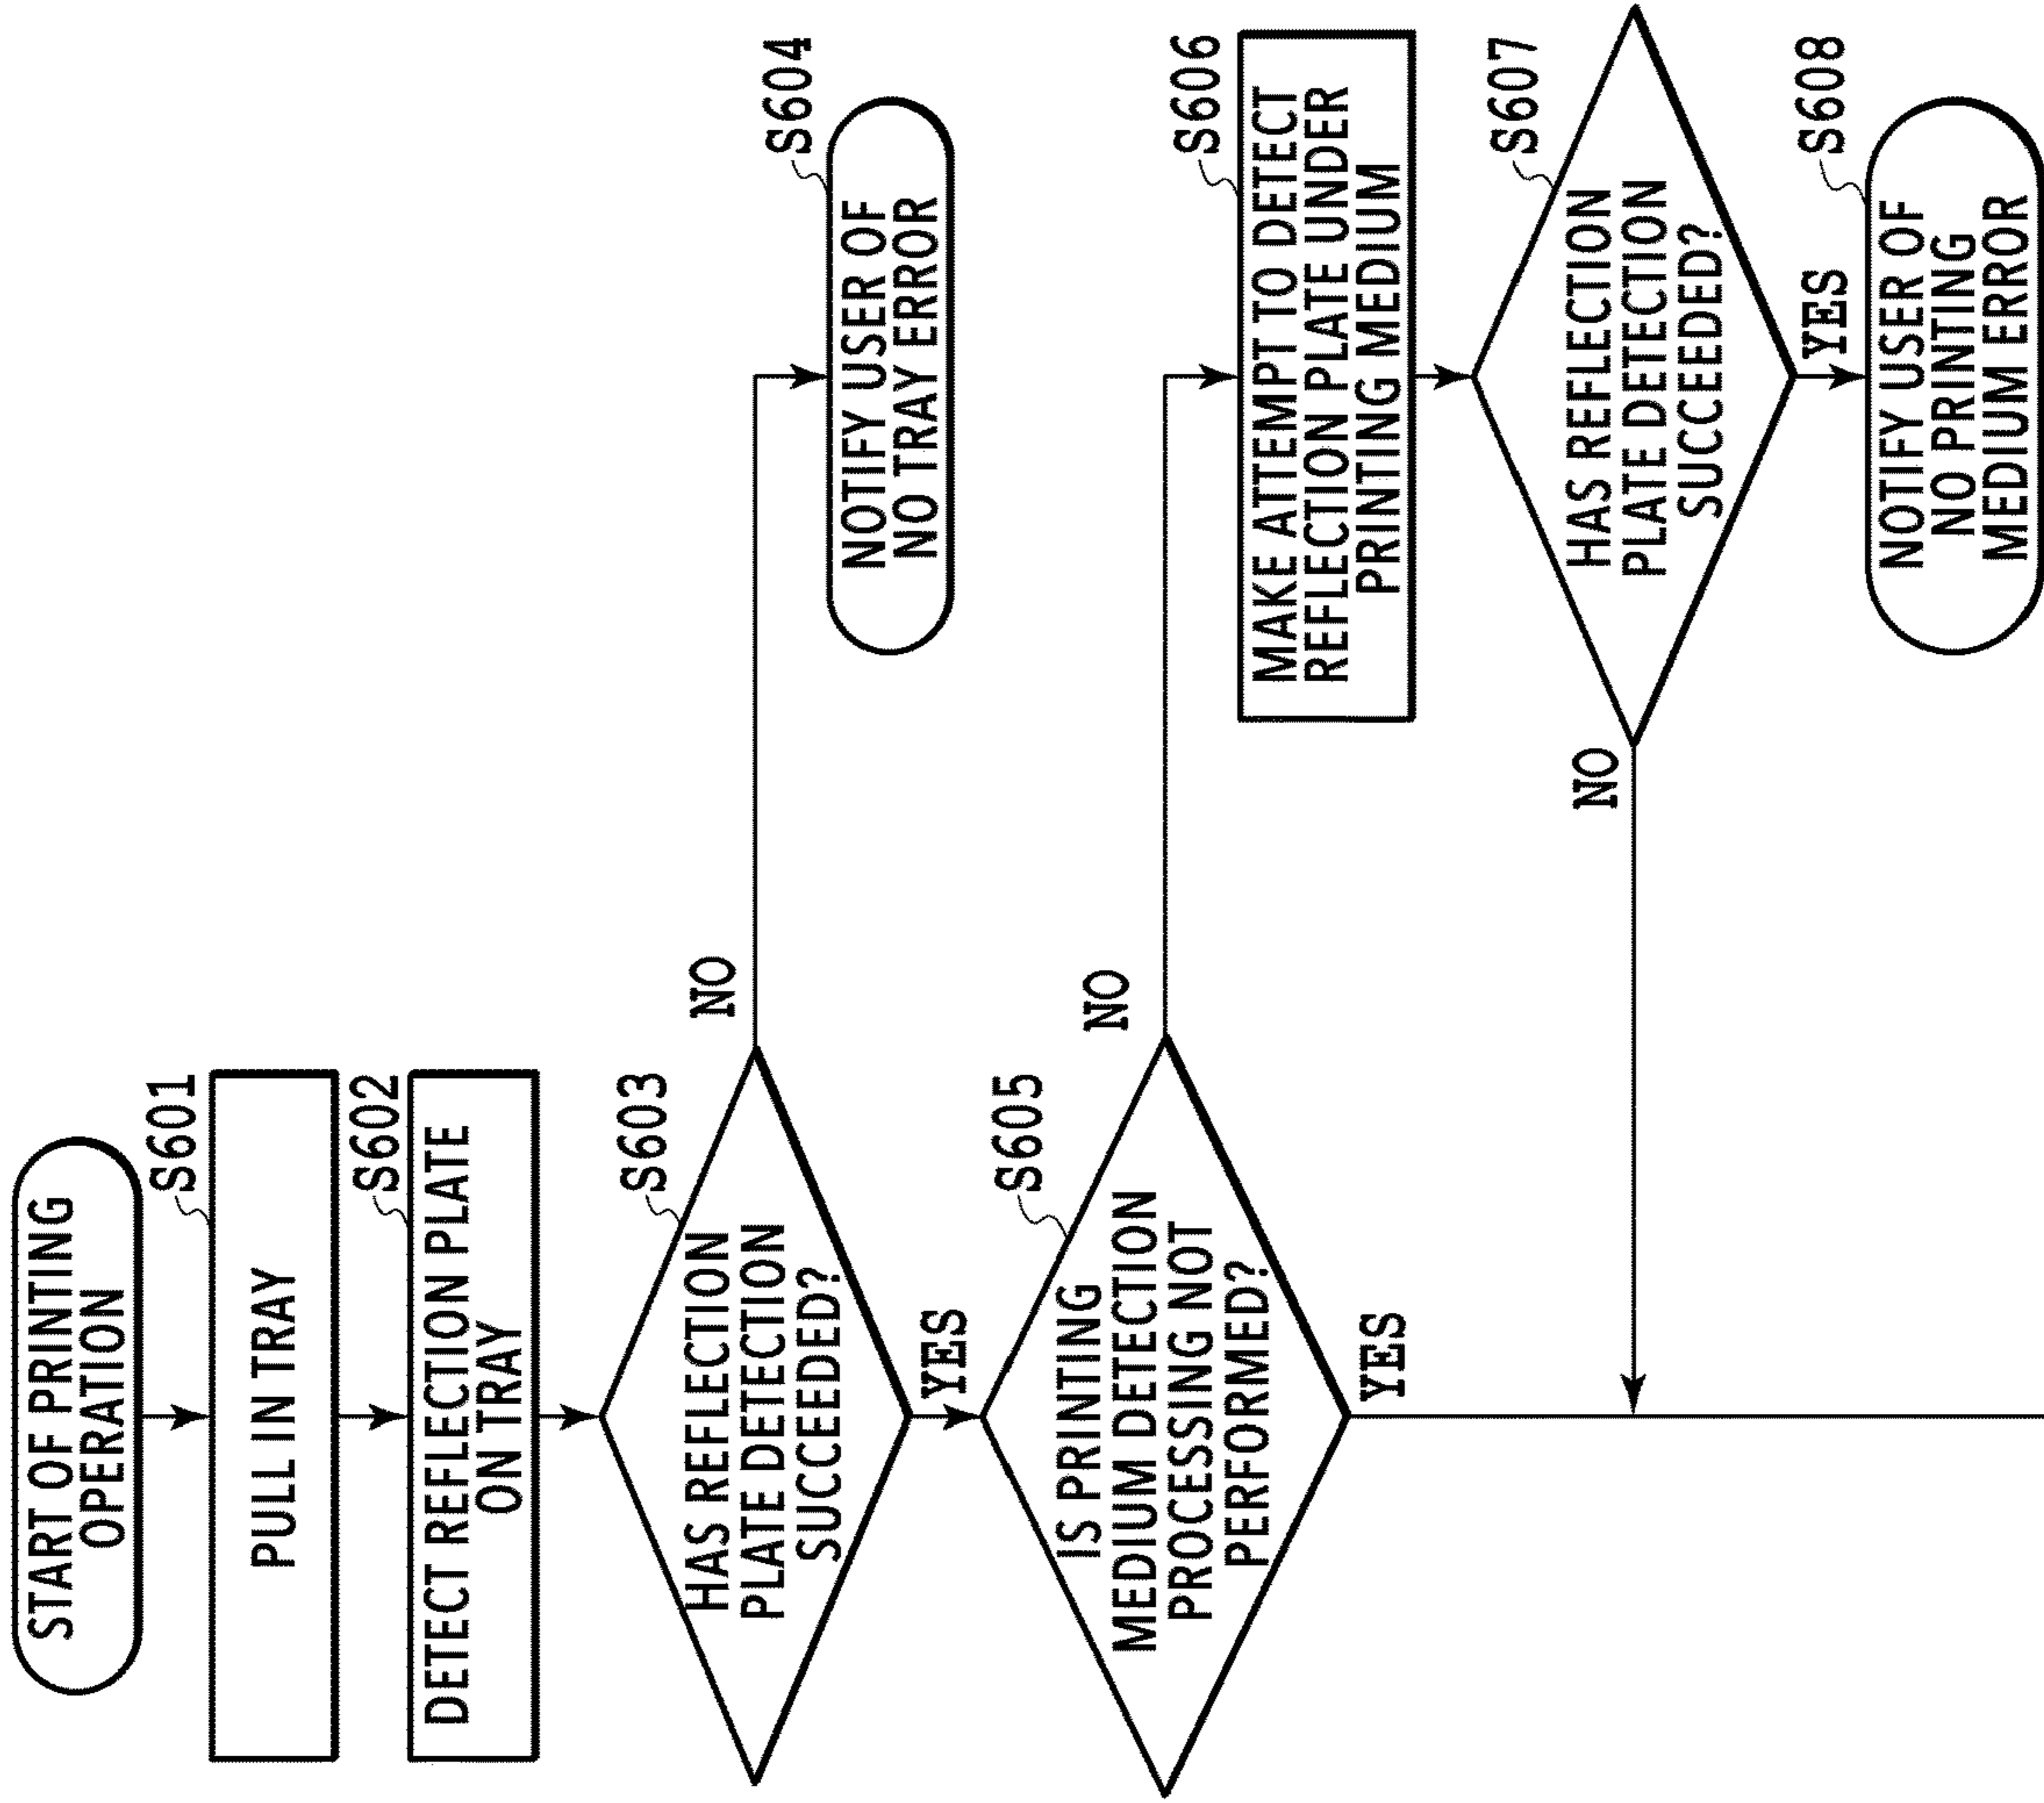 START OF PRINTING
OPERATION
S601
PULL IN TRAY
S602
DETECT REFLECTION PLATE
ON TRAY
S603
HAS REFLECTION
PLATE DETECTION
SUCCEEDED?
NO
S604
NOTIFY USER OF
NO TRAY ERROR
YES
S605
IS PRINTING
MEDIUM DETECTION
PROCESSING NOT
PERFORMED?
NO
S606
MAKE ATTEMPT TO DETECT
REFLECTION PLATE UNDER
PRINTING MEDIUM
YES
S607
HAS REFLECTION
PLATE DETECTION
SUCCEEDED?
NO
YES
S608
NOTIFY USER OF
NO PRINTING
MEDIUM ERROR